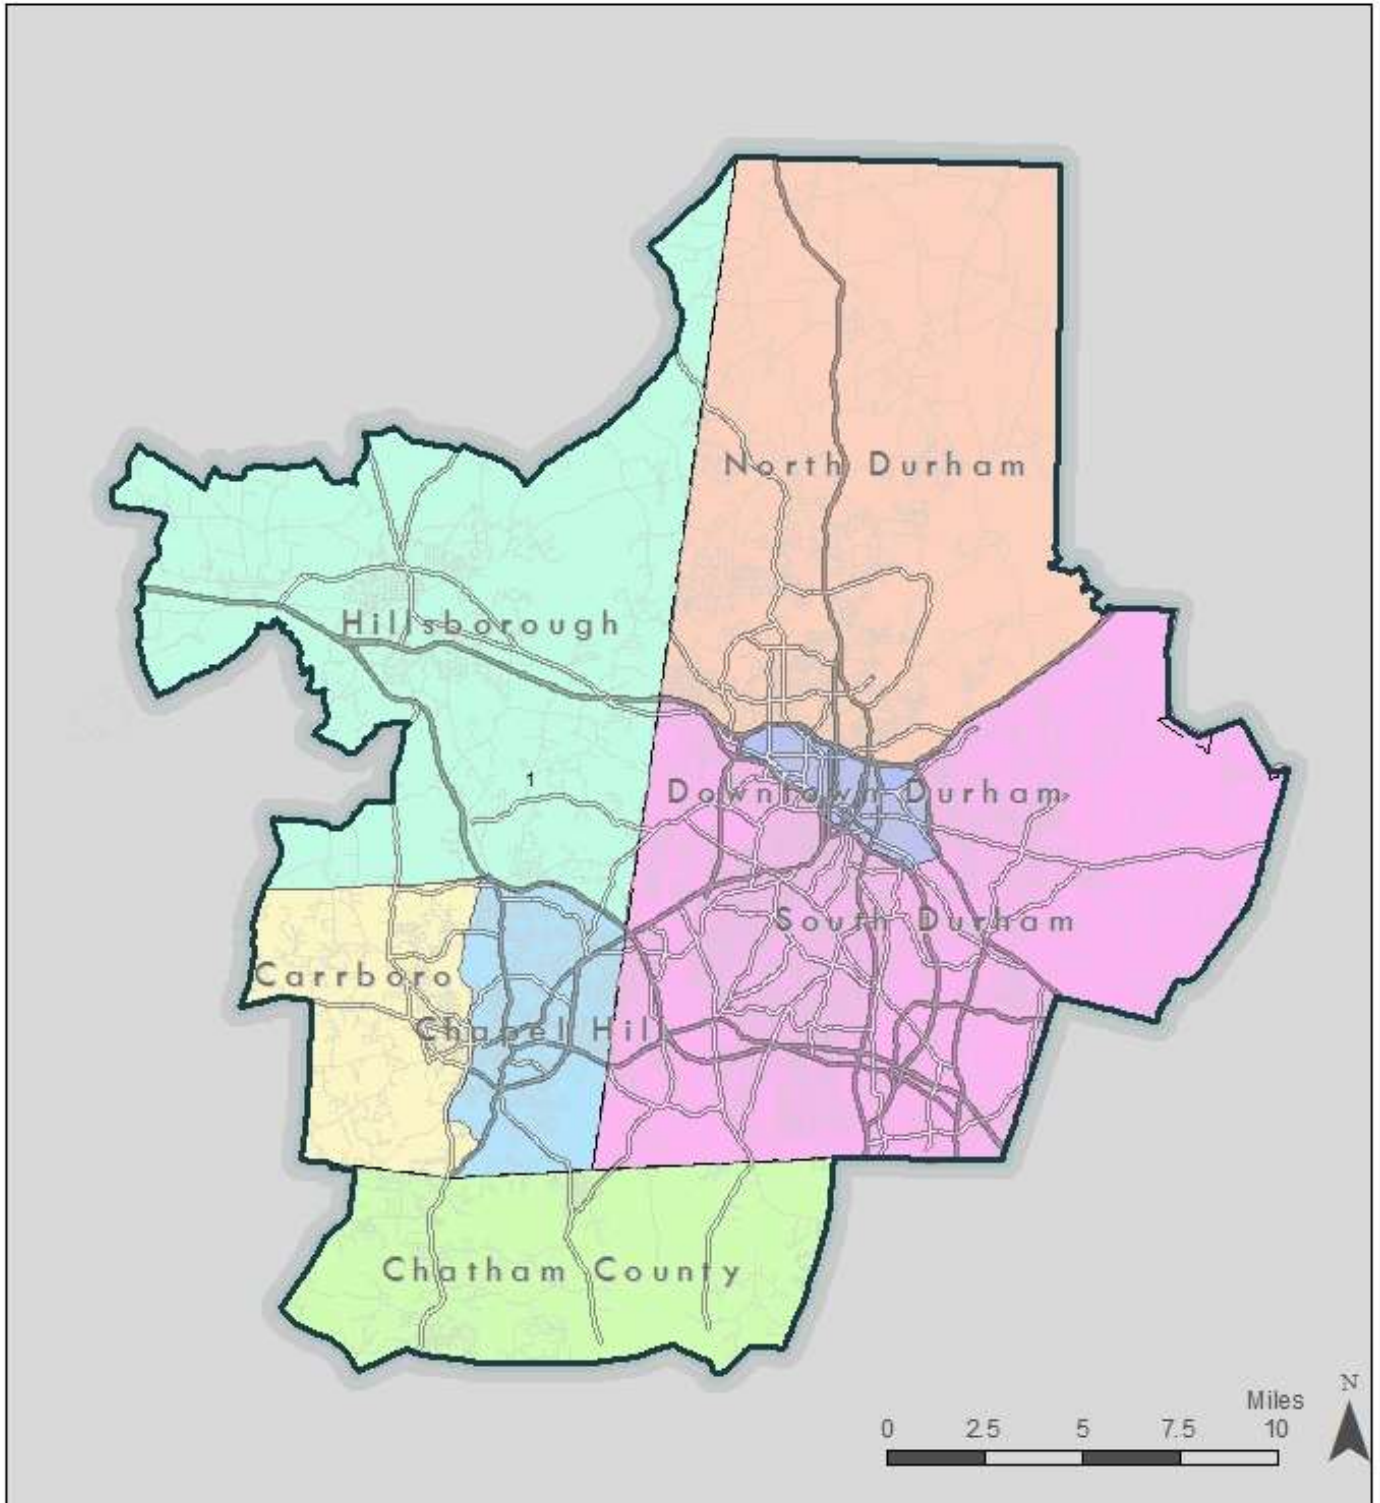 North Durham
Hillsborough
1
Downtown Durham
South Durham
Carrboro
Chapel Hill
Chatham County
N
Miles
0 2.5 5 7.5 10